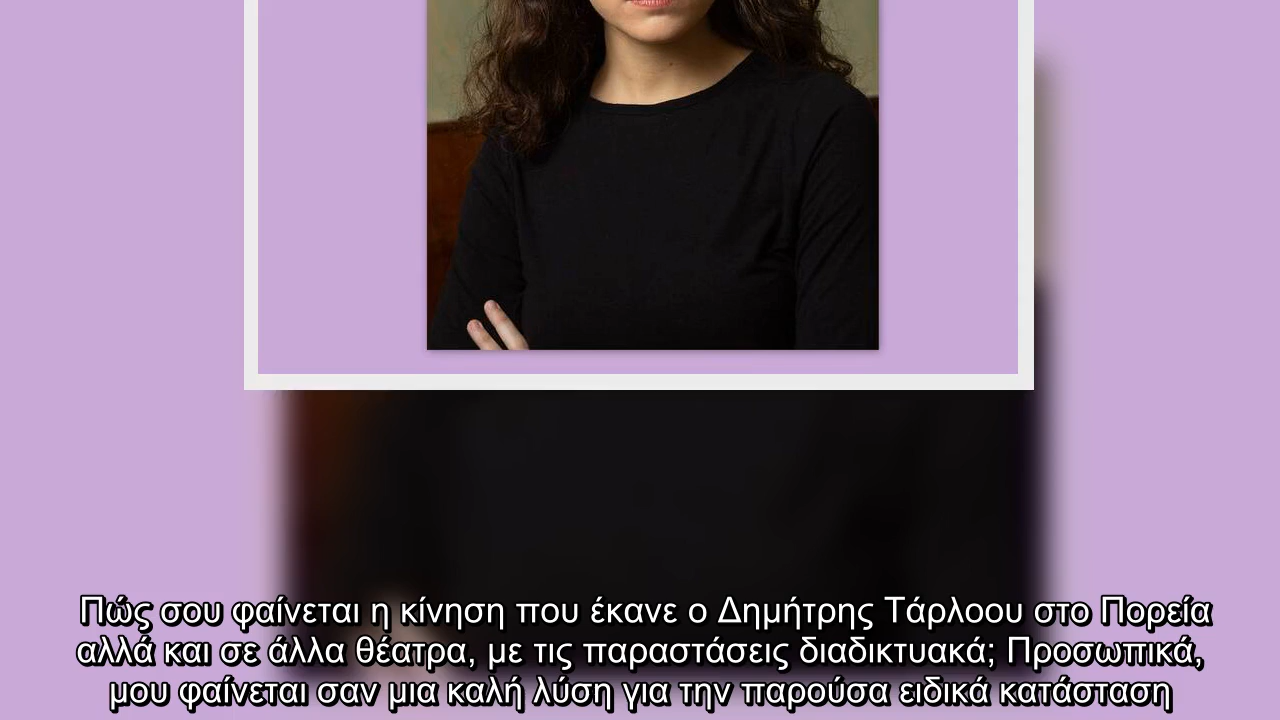 Πώς σου φαίνεται η κίνηση που έκανε ο Δημήτρης Τάρλοου στο Πορεία
αλλά και σε άλλα θέατρα, με τις παραστάσεις διαδικτυακά; Προσωπικά,
μου φαίνεται σαν μια καλή λύση για την παρούσα ειδικά κατάσταση